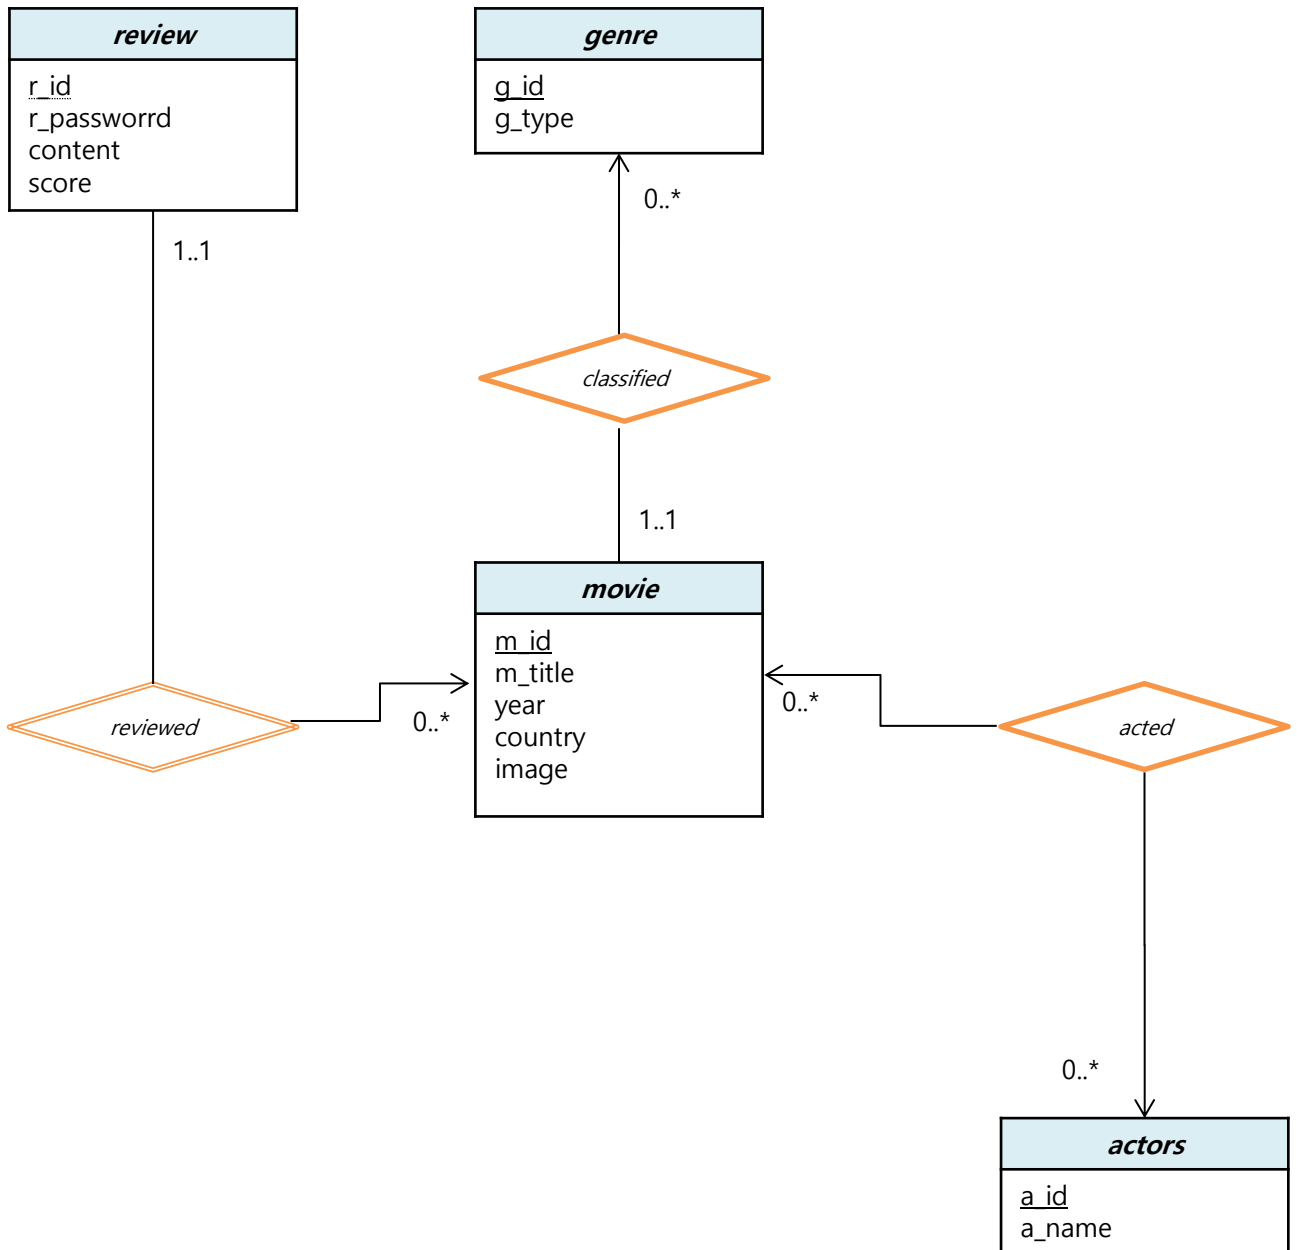 review
r_id
r_passworrd
content
score
1..1
genre
g_id
g_type
0..*
classified
1..1
movie
m_id
m_title
year
country
image
reviewed
0..*
0..*
acted
0..*
actors
a_id
a_name